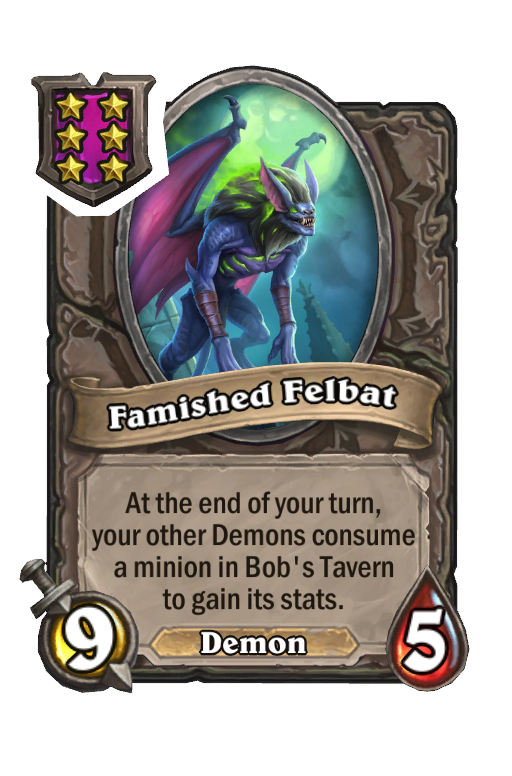 Famished Felbat
At the end of your turn,
your other Demons consume
a minion in Bob's Tavern
to gain its stats.
9
Demon
5